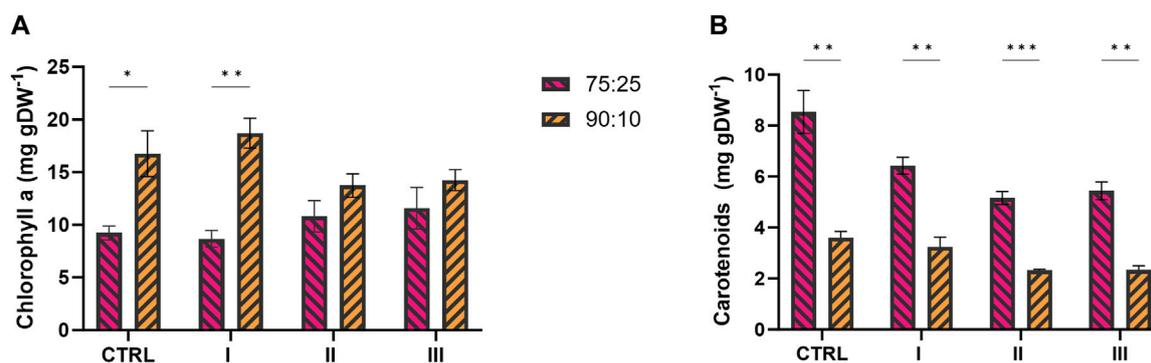 A
Chlorophyll a (mg gDW⁻¹)
25
20
15
10
5
0
*
**
CTRL I II III
75:25
90:10
B
Carotenoids (mg gDW⁻¹)
10
8
6
4
2
0
** ** *** **
CTRL I II III